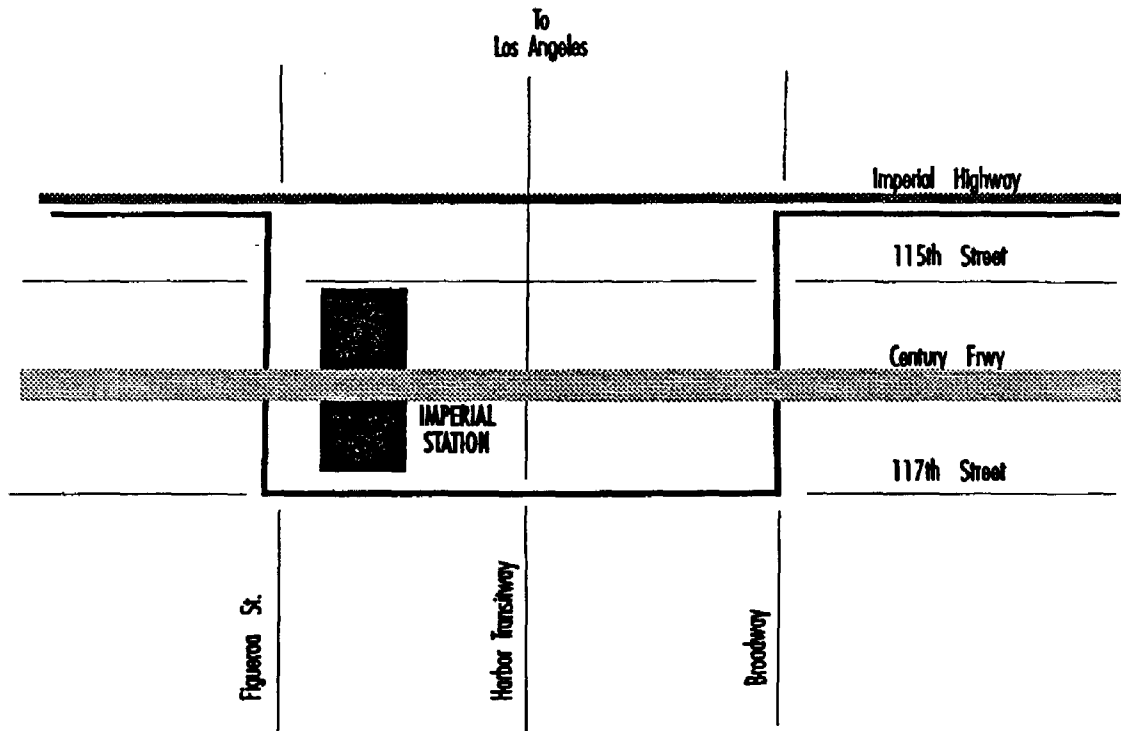 To
Los Angeles
Imperial Highway
115th Street
Century Frwy
IMPERIAL
STATION
117th Street
Figueroa St.
Harbor Transitway
Broadway